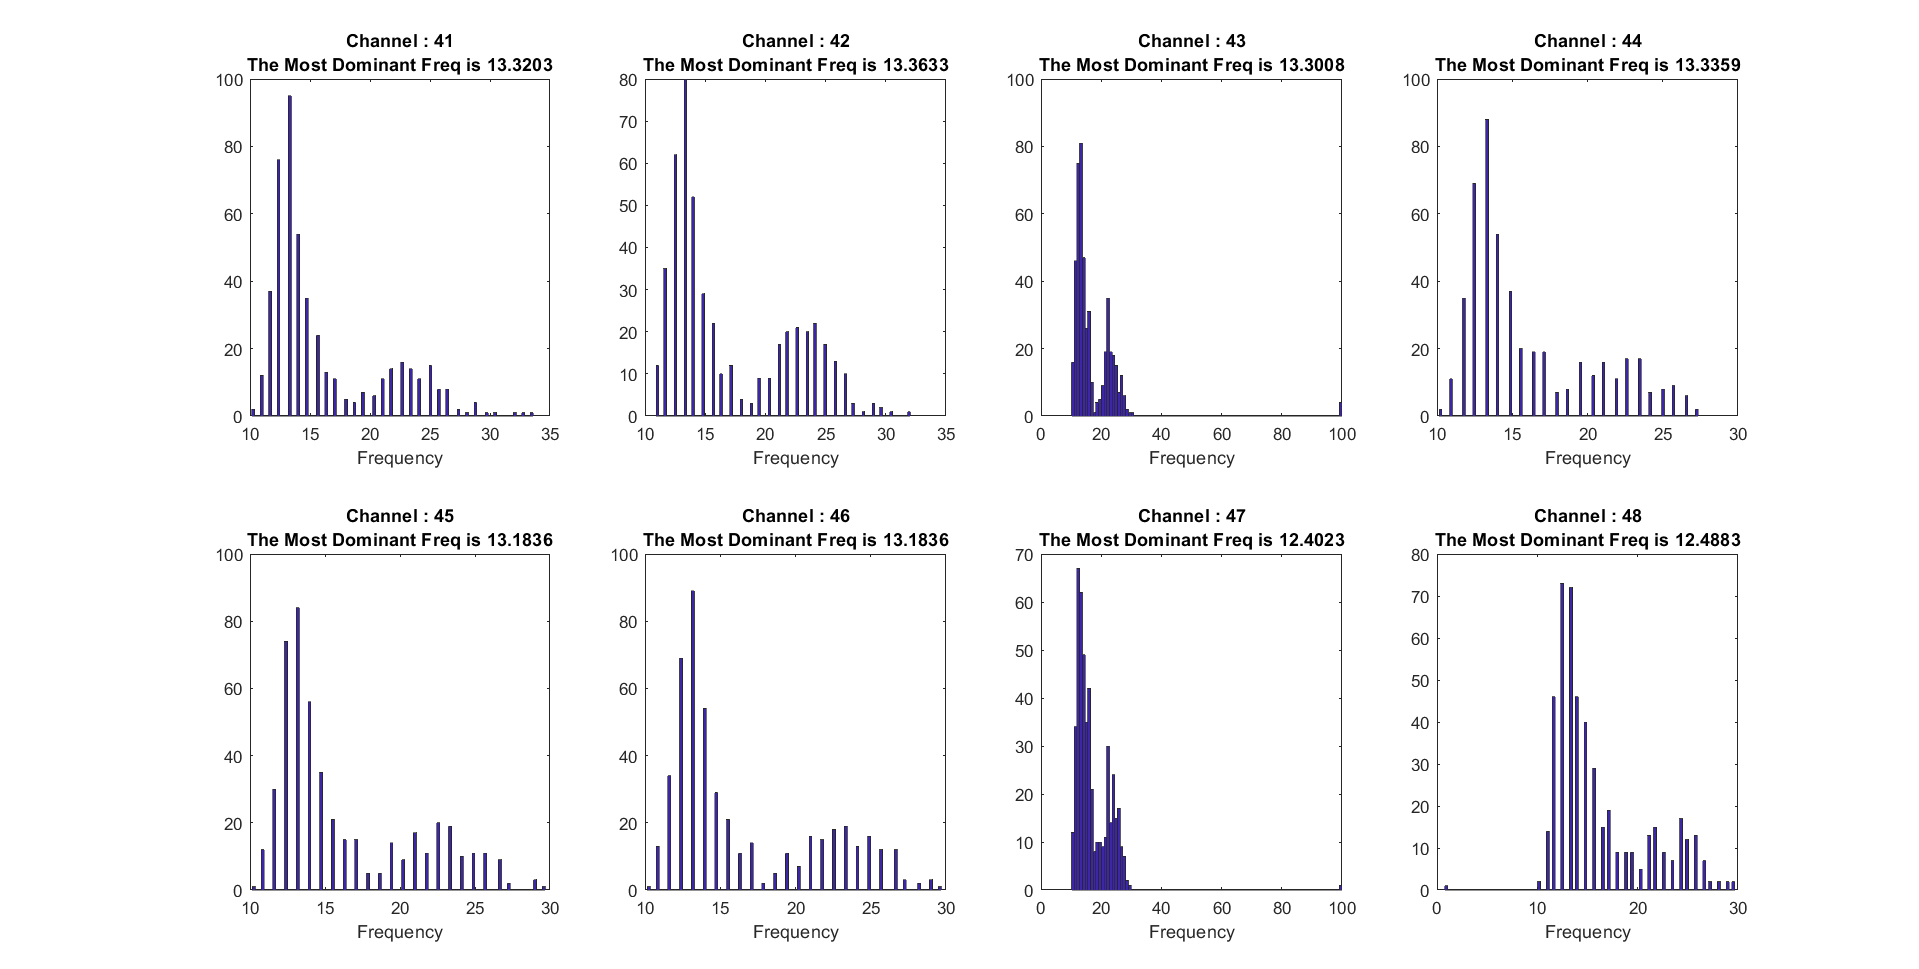 Channel : 41
The Most Dominant Freq is 13.3203
100
80
60
40
20
0
10 15 20 25 30 35
Frequency
Channel : 42
The Most Dominant Freq is 13.3633
80
70
60
50
40
30
20
10
0
10 15 20 25 30 35
Frequency
Channel : 43
The Most Dominant Freq is 13.3008
100
80
60
40
20
0
0 20 40 60 80 100
Frequency
Channel : 44
The Most Dominant Freq is 13.3359
100
80
60
40
20
0
10 15 20 25 30
Frequency
Channel : 45
The Most Dominant Freq is 13.1836
100
80
60
40
20
0
10 15 20 25 30
Frequency
Channel : 46
The Most Dominant Freq is 13.1836
100
80
60
40
20
0
10 15 20 25 30
Frequency
Channel : 47
The Most Dominant Freq is 12.4023
70
60
50
40
30
20
10
0
0 20 40 60 80 100
Frequency
Channel : 48
The Most Dominant Freq is 12.4883
80
70
60
50
40
30
20
10
0
0 10 20 30
Frequency